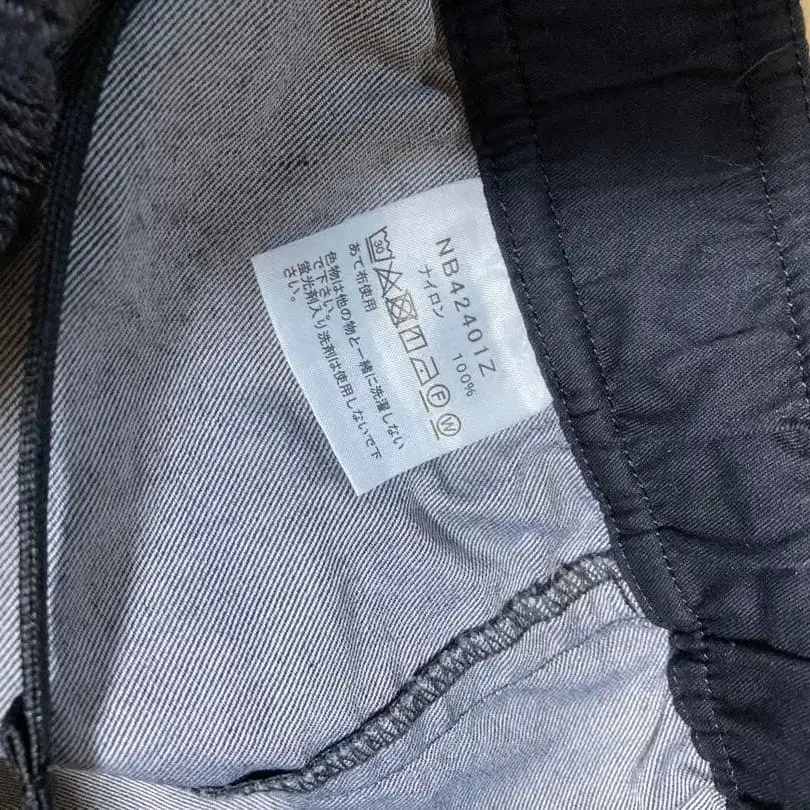 NB42401Z
ナイロン 100%
30 F W
あて布使用
色物は他の物と一緒に洗濯しない
で下さい。
蛍光剤入り洗剤は使用しないで下
さい。